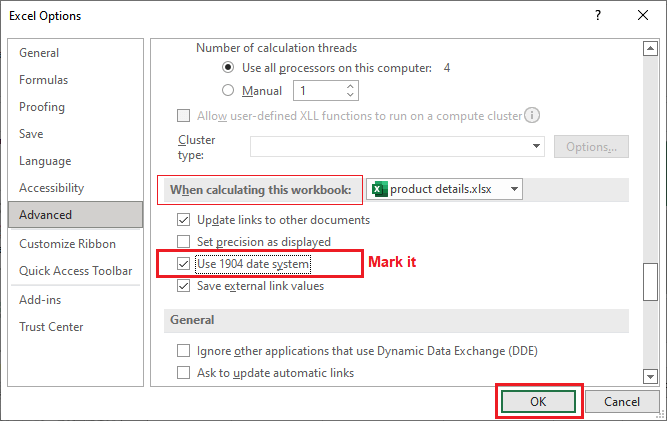 Excel Options ? ×
General
Formulas
Proofing
Save
Language
Accessibility
Advanced
Customize Ribbon
Quick Access Toolbar
Add-ins
Trust Center
Number of calculation threads
Use all processors on this computer: 4
Manual 1
Allow user-defined XLL functions to run on a compute cluster i
Cluster
type:
Options...
When calculating this workbook: product details.xlsx
Update links to other documents
Set precision as displayed
Use 1904 date system Mark it
Save external link values
General
Ignore other applications that use Dynamic Data Exchange (DDE)
Ask to update automatic links
OK Cancel